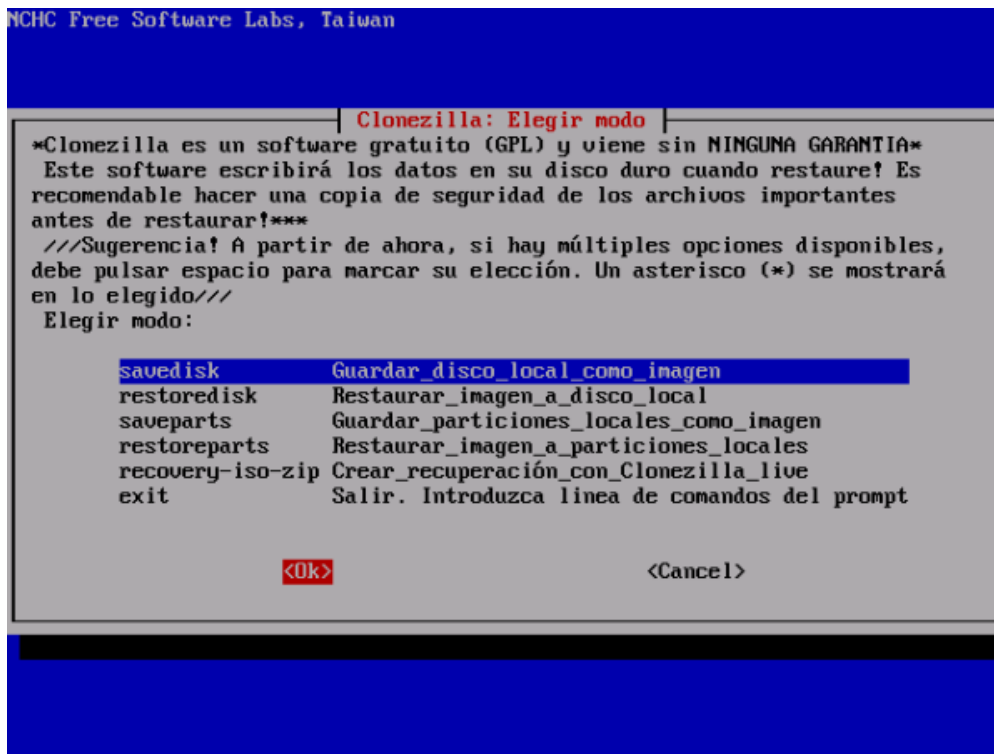 NCHC Free Software Labs, Taiwan
Clonezilla: Elegir modo
*Clonezilla es un software gratuito (GPL) y viene sin NINGUNA GARANTIA*
Este software escribirá los datos en su disco duro cuando restaure! Es
recomendable hacer una copia de seguridad de los archivos importantes
antes de restaurar!***
///Sugerencia! A partir de ahora, si hay múltiples opciones disponibles,
debe pulsar espacio para marcar su elección. Un asterisco (*) se mostrará
en lo elegido///
Elegir modo:
savedisk Guardar_disco_local_como_imagen
restoredisk Restaurar_imagen_a_disco_local
saveparts Guardar_particiones_locales_como_imagen
restoreparts Restaurar_imagen_a_particiones_locales
recovery-iso-zip Crear_recuperación_con_Clonezilla_live
exit Salir. Introduzca linea de comandos del prompt
<Ok> <Cancel>